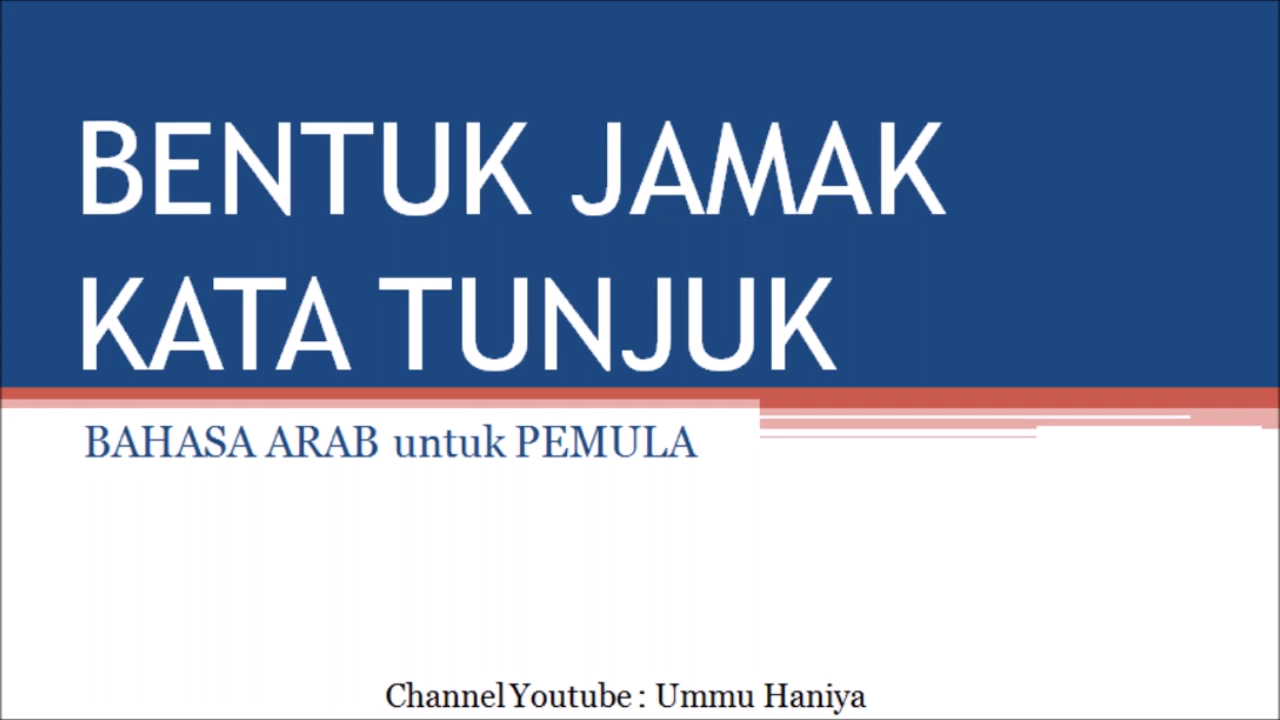 BENTUK JAMAK
KATA TUNJUK
BAHASA ARAB untuk PEMULA
Channel Youtube : Ummu Haniya